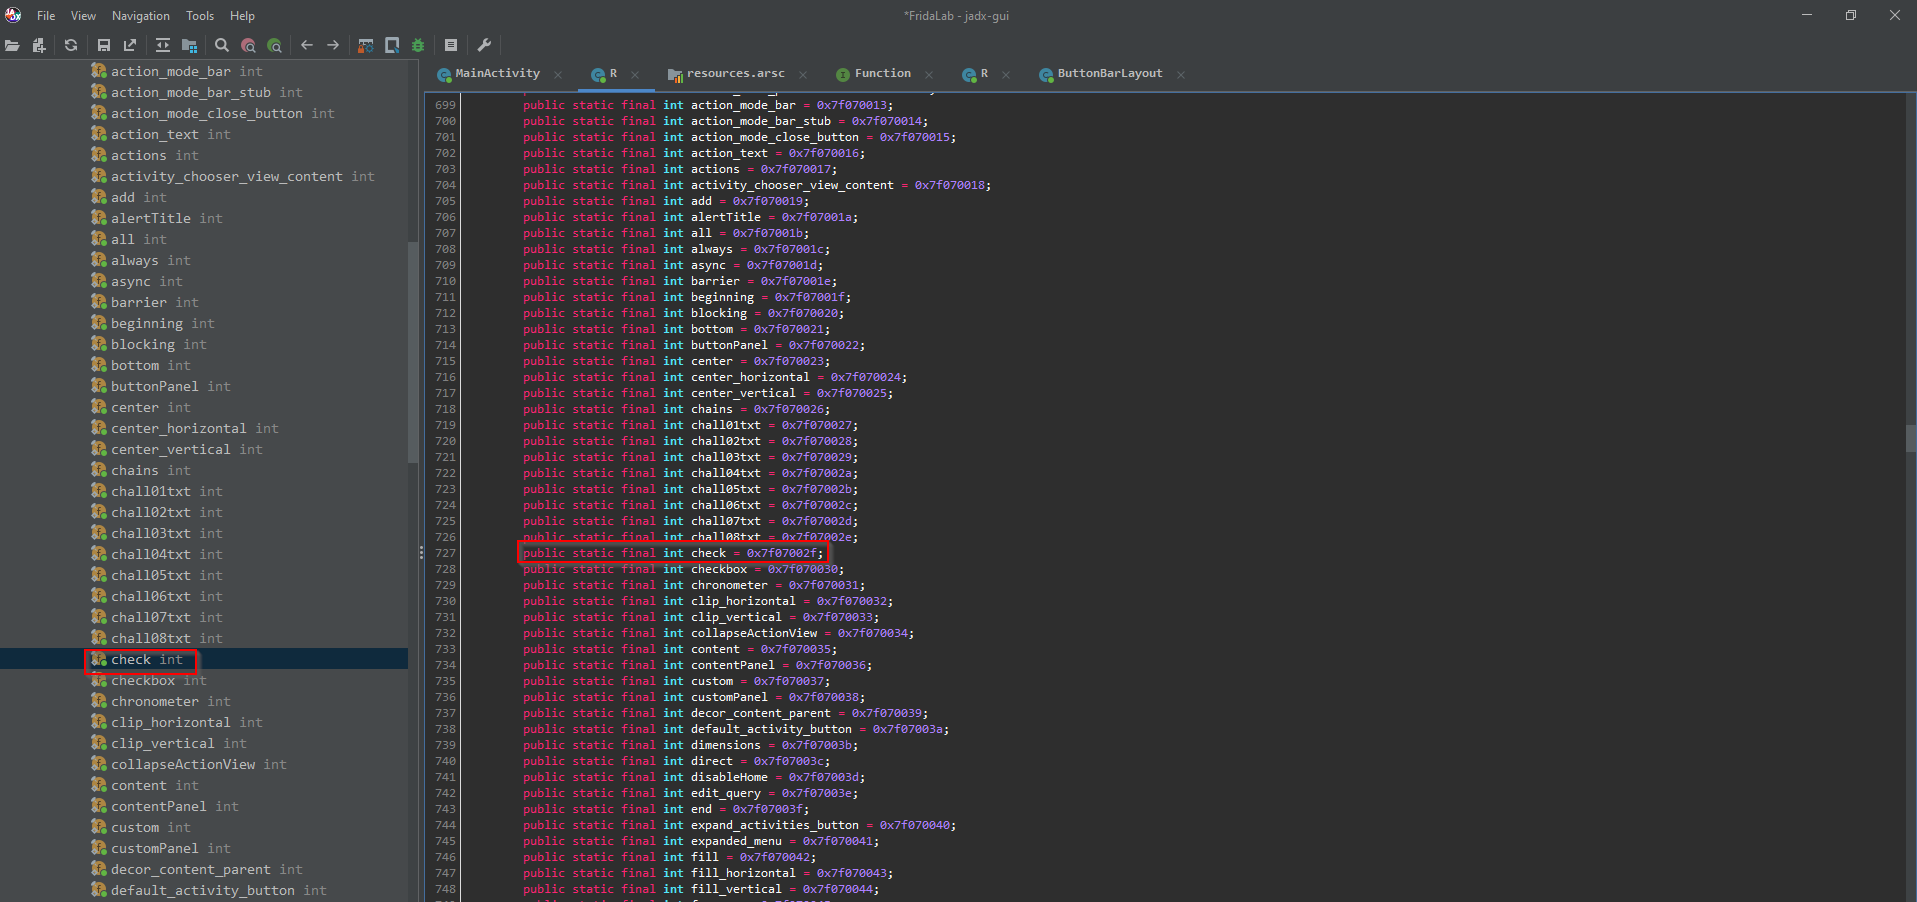 File View Navigation Tools Help
*FridaLab - jadx-gui
action_mode_bar int
action_mode_bar_stub int
action_mode_close_button int
action_text int
actions int
activity_chooser_view_content int
add int
alertTitle int
all int
always int
async int
barrier int
beginning int
blocking int
bottom int
buttonPanel int
center int
center_horizontal int
center_vertical int
chains int
chall01txt int
chall02txt int
chall03txt int
chall04txt int
chall05txt int
chall06txt int
chall07txt int
chall08txt int
check int
checkbox int
chronometer int
clip_horizontal int
clip_vertical int
collapseActionView int
content int
contentPanel int
custom int
customPanel int
decor_content_parent int
default_activity_button int
MainActivity R resources.arsc Function R ButtonBarLayout
699 public static final int action_mode_bar = 0x7f070013;
700 public static final int action_mode_bar_stub = 0x7f070014;
701 public static final int action_mode_close_button = 0x7f070015;
702 public static final int action_text = 0x7f070016;
703 public static final int actions = 0x7f070017;
704 public static final int activity_chooser_view_content = 0x7f070018;
705 public static final int add = 0x7f070019;
706 public static final int alertTitle = 0x7f07001a;
707 public static final int all = 0x7f07001b;
708 public static final int always = 0x7f07001c;
709 public static final int async = 0x7f07001d;
710 public static final int barrier = 0x7f07001e;
711 public static final int beginning = 0x7f07001f;
712 public static final int blocking = 0x7f070020;
713 public static final int bottom = 0x7f070021;
714 public static final int buttonPanel = 0x7f070022;
715 public static final int center = 0x7f070023;
716 public static final int center_horizontal = 0x7f070024;
717 public static final int center_vertical = 0x7f070025;
718 public static final int chains = 0x7f070026;
719 public static final int chall01txt = 0x7f070027;
720 public static final int chall02txt = 0x7f070028;
721 public static final int chall03txt = 0x7f070029;
722 public static final int chall04txt = 0x7f07002a;
723 public static final int chall05txt = 0x7f07002b;
724 public static final int chall06txt = 0x7f07002c;
725 public static final int chall07txt = 0x7f07002d;
726 public static final int chall08txt = 0x7f07002e;
727 public static final int check = 0x7f07002f;
728 public static final int checkbox = 0x7f070030;
729 public static final int chronometer = 0x7f070031;
730 public static final int clip_horizontal = 0x7f070032;
731 public static final int clip_vertical = 0x7f070033;
732 public static final int collapseActionView = 0x7f070034;
733 public static final int content = 0x7f070035;
734 public static final int contentPanel = 0x7f070036;
735 public static final int custom = 0x7f070037;
736 public static final int customPanel = 0x7f070038;
737 public static final int decor_content_parent = 0x7f070039;
738 public static final int default_activity_button = 0x7f07003a;
739 public static final int dimensions = 0x7f07003b;
740 public static final int direct = 0x7f07003c;
741 public static final int disableHome = 0x7f07003d;
742 public static final int edit_query = 0x7f07003e;
743 public static final int end = 0x7f07003f;
744 public static final int expand_activities_button = 0x7f070040;
745 public static final int expanded_menu = 0x7f070041;
746 public static final int fill = 0x7f070042;
747 public static final int fill_horizontal = 0x7f070043;
748 public static final int fill_vertical = 0x7f070044;